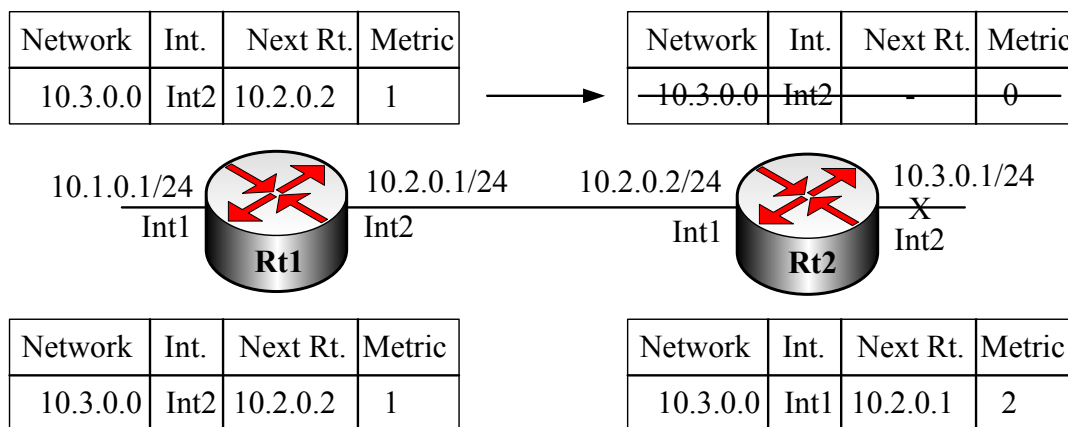 Network Int. Next Rt. Metric
10.3.0.0 Int2 10.2.0.2 1
Network Int. Next Rt. Metric
10.3.0.0 Int2 - 0
10.1.0.1/24
Int1
Rt1
10.2.0.1/24
Int2
10.2.0.2/24
Int1
Rt2
10.3.0.1/24
X
Int2
Network Int. Next Rt. Metric
10.3.0.0 Int2 10.2.0.2 1
Network Int. Next Rt. Metric
10.3.0.0 Int1 10.2.0.1 2